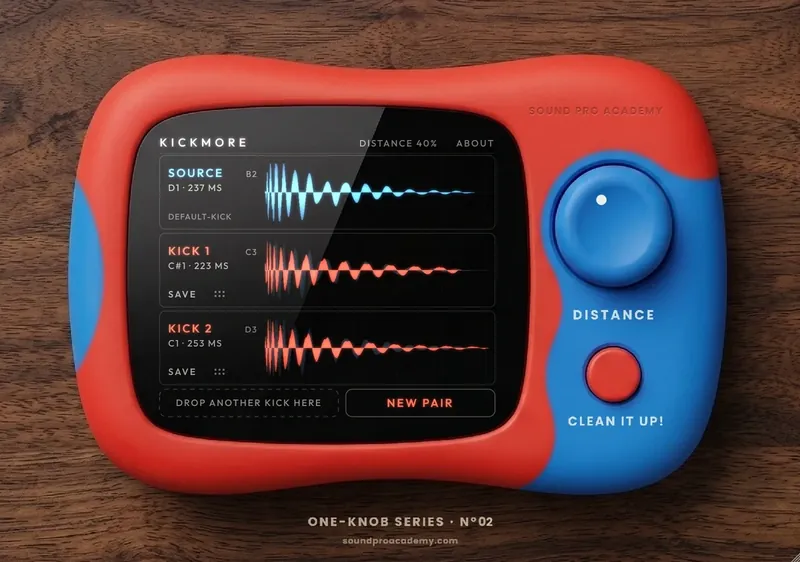 SOUND PRO ACADEMY
KICKMORE
DISTANCE 40% ABOUT
SOURCE B2
D1 · 237 MS
DEFAULT-KICK
KICK 1 C3
C#1 · 223 MS
SAVE
KICK 2 D3
C1 · 253 MS
SAVE
DROP ANOTHER KICK HERE
NEW PAIR
DISTANCE
CLEAN IT UP!
ONE-KNOB SERIES · Nº02
soundproacademy.com